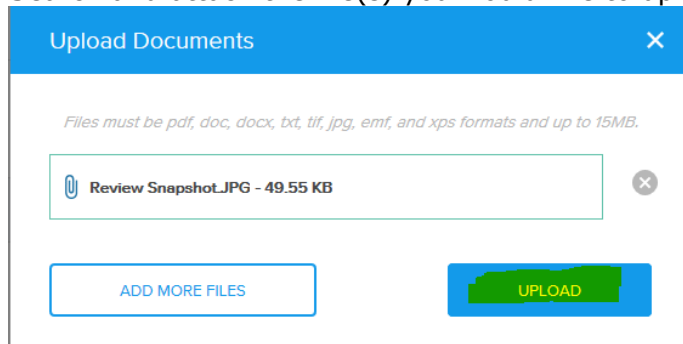 Upload Documents
Files must be pdf, doc, docx, txt, tif, jpg, emf, and xps formats and up to 15MB.
Review Snapshot.JPG - 49.55 KB
ADD MORE FILES
UPLOAD